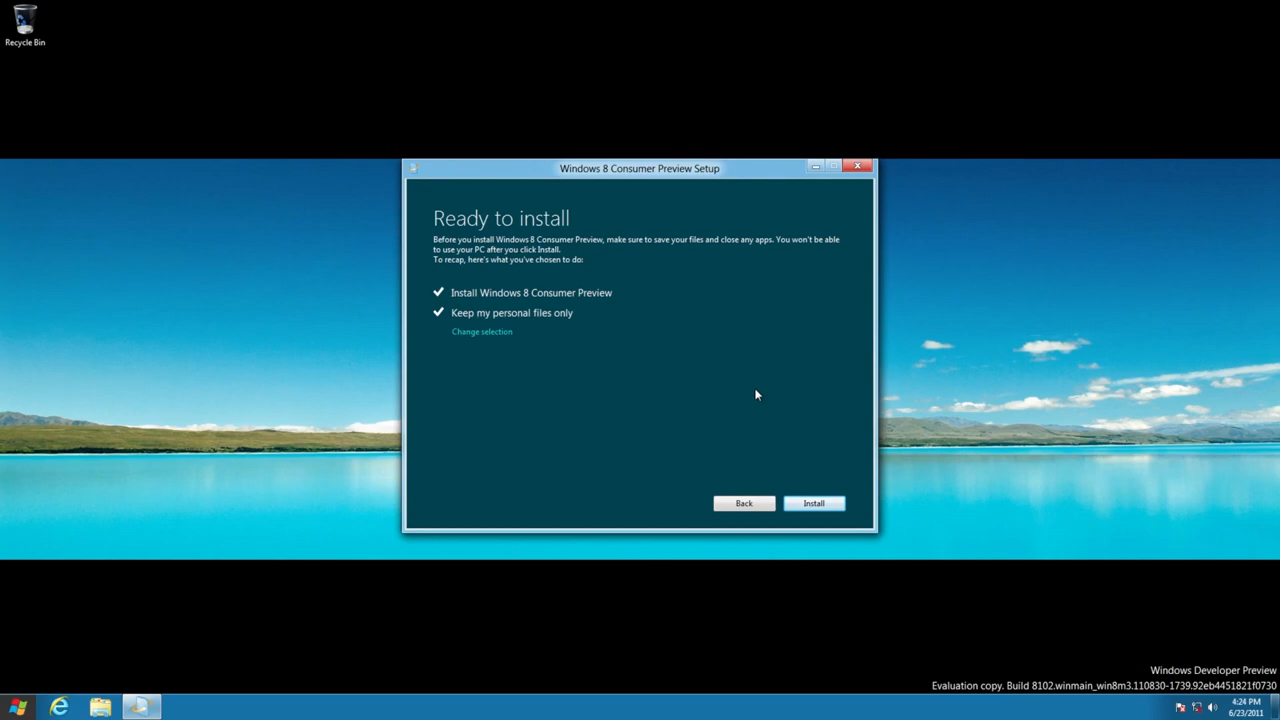 Recycle Bin
Windows 8 Consumer Preview Setup
Ready to install
Before you install Windows 8 Consumer Preview, make sure to save your files and close any apps. You won't be able
to use your PC after you click Install.
To recap, here's what you've chosen to do:
Install Windows 8 Consumer Preview
Keep my personal files only
Change selection
Back
Install
Windows Developer Preview
Evaluation copy. Build 8102.winmain_win8m3.110830-1739.92eb4451821f0730
4:24 PM
6/23/2011